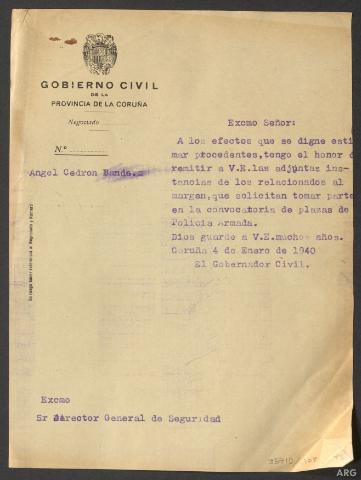 GOBIERNO CIVIL
DE LA
PROVINCIA DE LA CORUÑA
Negociado
N.º
Angel Cedron Banda.
Excmo Señor:
A los efectos que se digne esti
mar procedentes, tengo el honor d
remitir a V.E. las adjuntas ins-
tancias de los relacionados al
margen, que solicitan tomar parte
en la convocatoria de plazas de
Policia Armada.
Dios guarde a V.E. muchos años.
Coruña 4 de Enero de 1940
El Gobernador Civil.
Excmo
Sr Director General de Seguridad
ARG